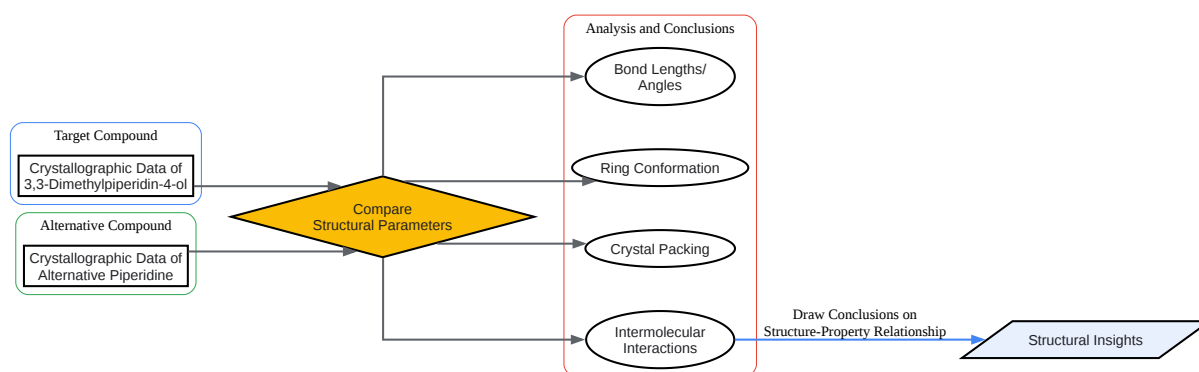 Target Compound
Crystallographic Data of
3,3-Dimethylpiperidin-4-ol
Alternative Compound
Crystallographic Data of
Alternative Piperidine
Compare
Structural Parameters
Analysis and Conclusions
Bond Lengths/
Angles
Ring Conformation
Crystal Packing
Intermolecular
Interactions
Draw Conclusions on
Structure-Property Relationship
Structural Insights